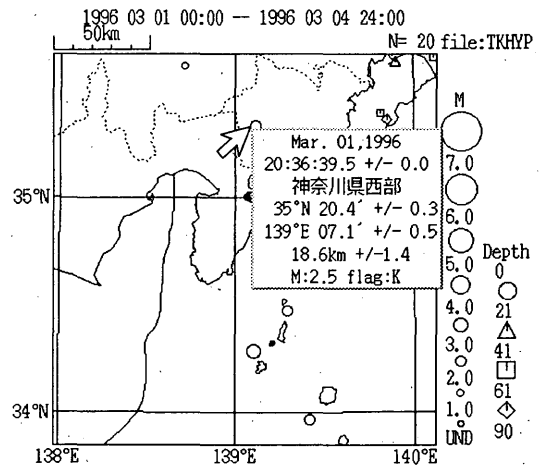 1996 03 01 00:00 -- 1996 03 04 24:00
50km
N= 20 file:TKHYP
Mar. 01,1996
20:36:39.5 +/- 0.0
神奈川県西部
35°N 20.4´ +/- 0.3
139°E 07.1´ +/- 0.5
18.6km +/-1.4
M:2.5 flag:K
35°N
34°N
138°E
139°E
140°E
M
7.0
6.0
5.0
4.0
3.0
2.0
1.0
UND
Depth
0
21
41
61
90